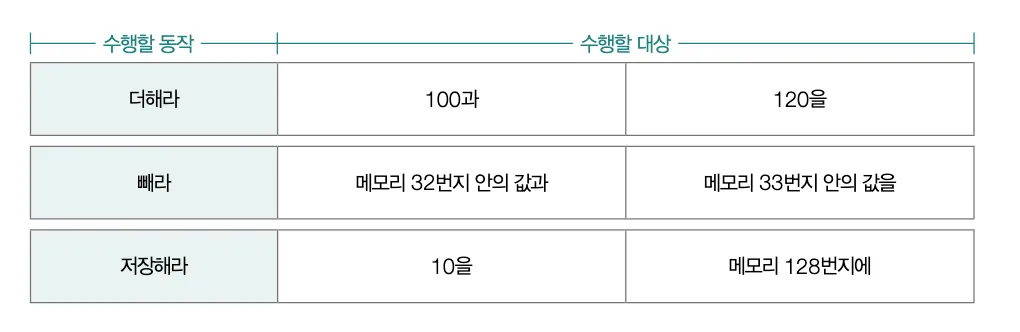 수행할 동작 수행할 대상
더해라 100과 120을
빼라 메모리 32번지 안의 값과 메모리 33번지 안의 값을
저장해라 10을 메모리 128번지에